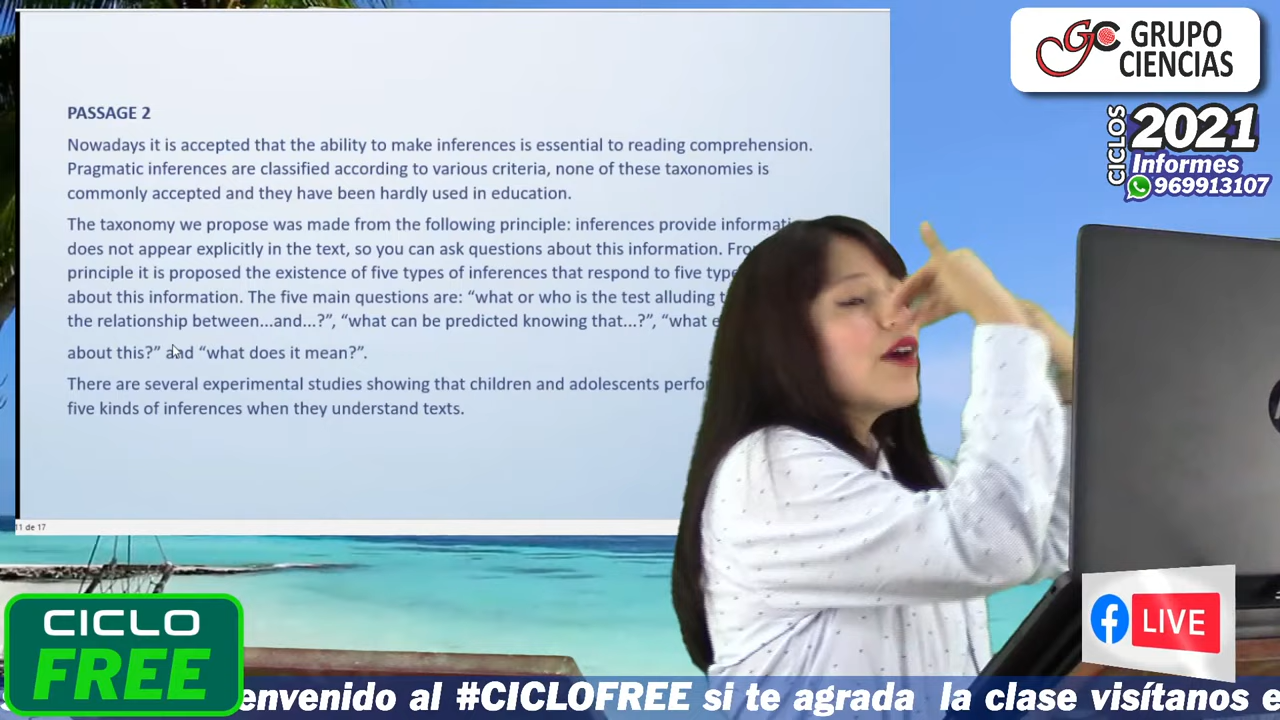 PASSAGE 2
Nowadays it is accepted that the ability to make inferences is essential to reading comprehension.
Pragmatic inferences are classified according to various criteria, none of these taxonomies is
commonly accepted and they have been hardly used in education.
The taxonomy we propose was made from the following principle: inferences provide
does not appear explicitly in the text, so you can ask questions about this information.
principle it is proposed the existence of five types of inferences that respond to five
about this information. The five main questions are: “what or who is the test alluding
the relationship between...and...?”, “what can be predicted knowing that...?”, “what
about this?” and “what does it mean?”.
There are several experimental studies showing that children and adolescents
five kinds of inferences when they understand texts.
11 de 17
GC GRUPO
CIENCIAS
CICLOS
2021
Informes
969913107
CICLO
FREE
LIVE
al #CICLOFREE si te agrada la clase visítanos